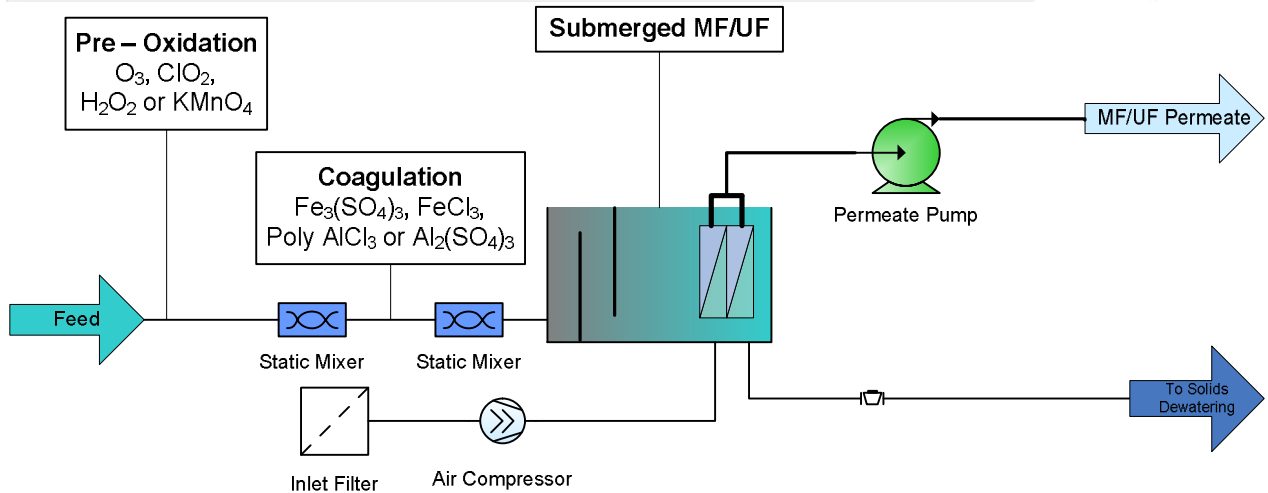 Pre – Oxidation
O₃, ClO₂,
H₂O₂ or KMnO₄
Submerged MF/UF
MF/UF Permeate
Coagulation
Fe₃(SO₄)₃, FeCl₃,
Poly AlCl₃ or Al₂(SO₄)₃
Permeate Pump
Feed
Static Mixer
Static Mixer
To Solids
Dewatering
Inlet Filter
Air Compressor